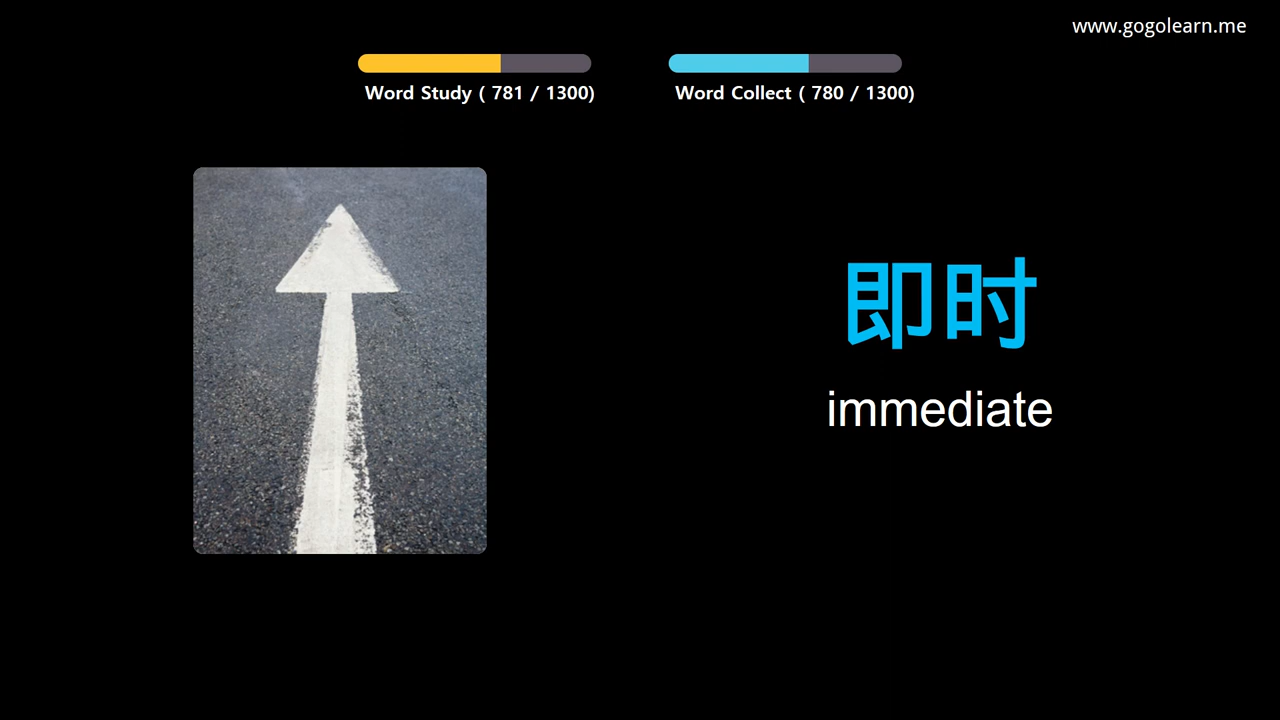 www.gogolearn.me
Word Study ( 781 / 1300)
Word Collect ( 780 / 1300)
即时
immediate